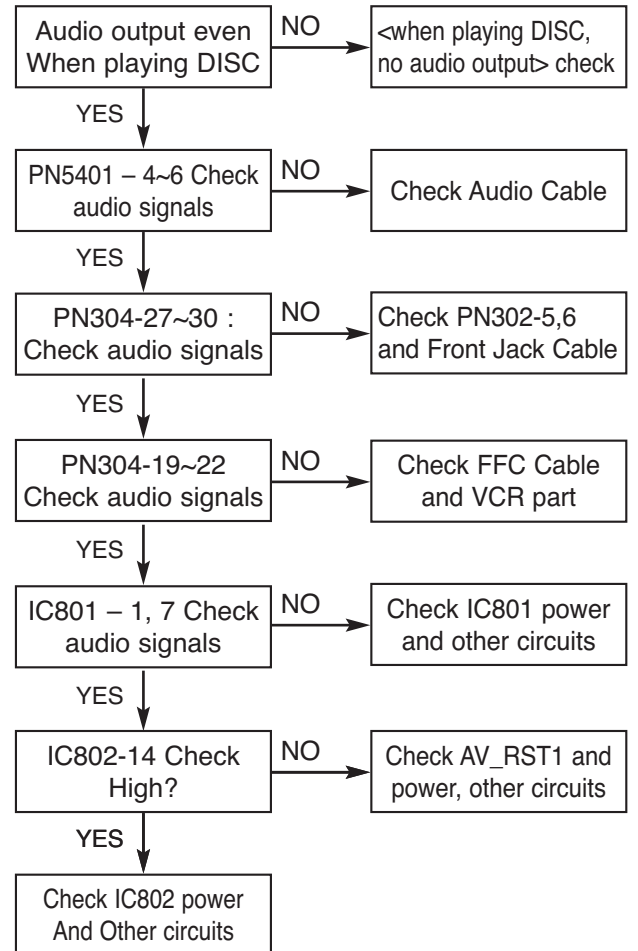 Audio output even
When playing DISC
NO
<when playing DISC,
no audio output> check
YES
PN5401 – 4~6 Check
audio signals
NO
Check Audio Cable
YES
PN304-27~30 :
Check audio signals
NO
Check PN302-5,6
and Front Jack Cable
YES
PN304-19~22
Check audio signals
NO
Check FFC Cable
and VCR part
YES
IC801 – 1, 7 Check
audio signals
NO
Check IC801 power
and other circuits
YES
IC802-14 Check
High?
NO
Check AV_RST1 and
power, other circuits
YES
Check IC802 power
And Other circuits